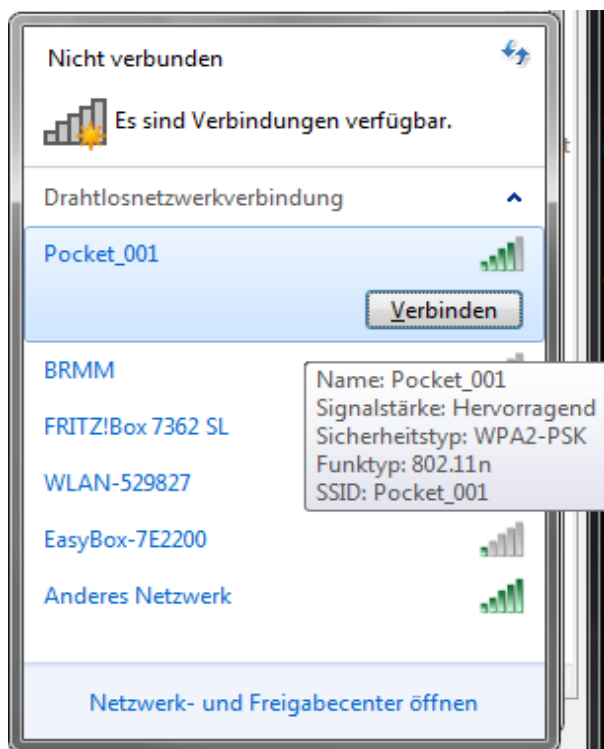 Nicht verbunden
Es sind Verbindungen verfügbar.
Drahtlosnetzwerkverbindung
Pocket_001
Verbinden
BRMM
Name: Pocket_001
Signalstärke: Hervorragend
Sicherheitstyp: WPA2-PSK
Funktyp: 802.11n
SSID: Pocket_001
FRITZ!Box 7362 SL
WLAN-529827
EasyBox-7E2200
Anderes Netzwerk
Netzwerk- und Freigabecenter öffnen